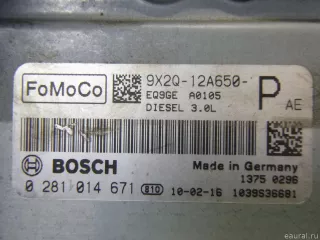 FoMoCo
9X2Q-12A650-
EQ9GE A0105
DIESEL 3.0L
P AE
BOSCH
Made in Germany
1375 0296
0 281 014 671 810 10-02-16 1039S36681
© eaural.ru